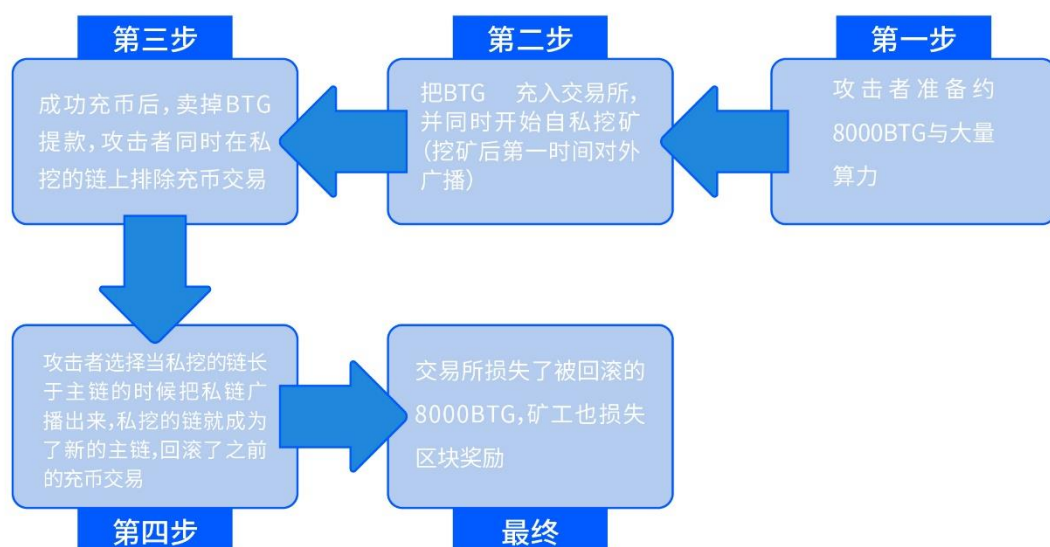 第一步
攻击者准备约
8000BTG与大量
算力
第二步
把BTG 充入交易所，
并同时开始自私挖矿
（挖矿后第一时间对外
广播）
第三步
成功充币后，卖掉BTG
提款，攻击者同时在私
挖的链上排除充币交易
攻击者选择当私挖的链长
于主链的时候把私链广
播出来，私挖的链就成为
了新的主链，回滚了之前
的充币交易
第四步
交易所损失了被回滚的
8000BTG，矿工也损失
区块奖励
最终